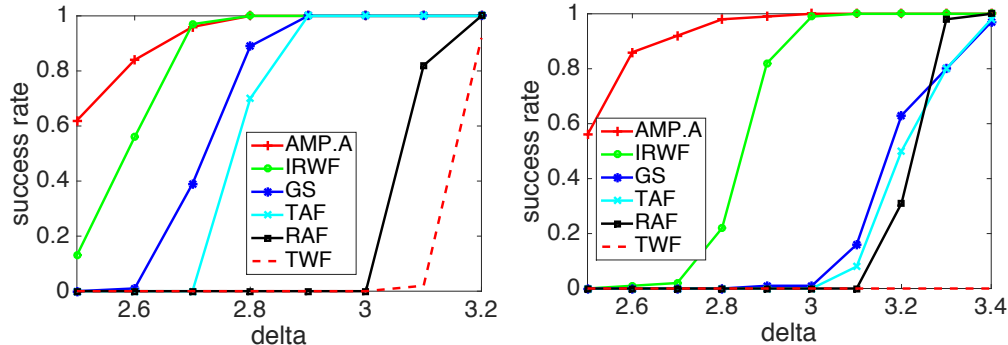 1
0.8
0.6
0.4
0.2
0
success rate
AMP.A
IRWF
GS
TAF
RAF
TWF
2.6
2.8
3
3.2
delta
1
0.8
0.6
0.4
0.2
0
success rate
AMP.A
IRWF
GS
TAF
RAF
TWF
2.6
2.8
3
3.2
3.4
delta